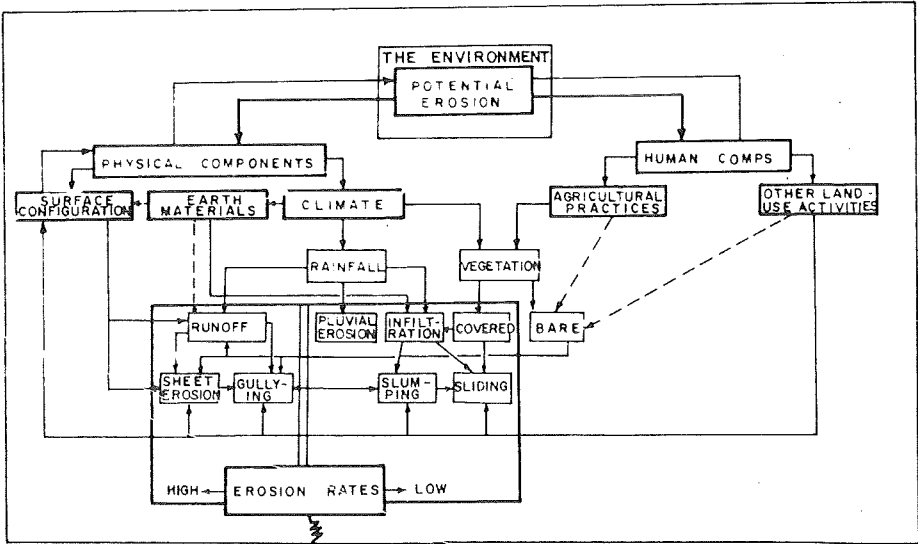 THE ENVIRONMENT
POTENTIAL
EROSION
PHYSICAL COMPONENTS
HUMAN COMPS
SURFACE
CONFIGURATION
EARTH
MATERIALS
CLIMATE
AGRICULTURAL
PRACTICES
OTHER LAND-
USE ACTIVITIES
RAINFALL
VEGETATION
RUNOFF
PLUVIAL
EROSION
INFILT-
RATION
COVERED
BARE
SHEET
EROSION
GULLY-
ING
SLUM-
PING
SLIDING
HIGH
EROSION RATES
LOW